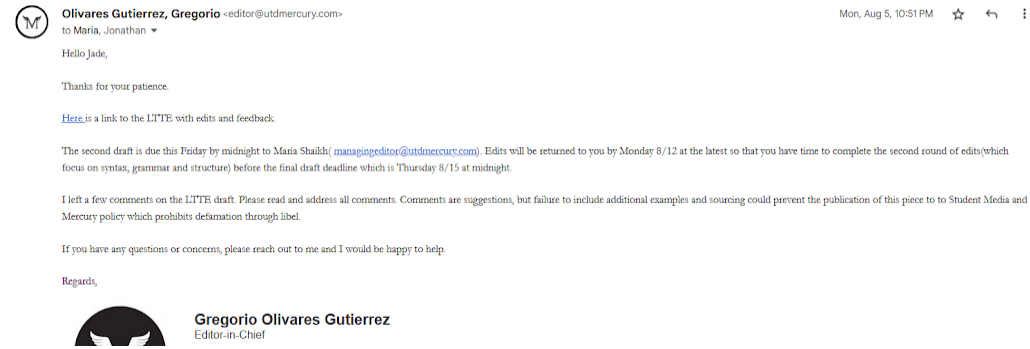 Olivares Gutierrez, Gregorio <editor@utdmercury.com>
Mon, Aug 5, 10:51 PM
to Maria, Jonathan
Hello Jade,
Thanks for your patience.
Here is a link to the LTTE with edits and feedback.
The second draft is due this Friday by midnight to Maria Shaikh( managingeditor@utdmercury.com). Edits will be returned to you by Monday 8/12 at the latest so that you have time to complete the second round of edits(which
focus on syntax, grammar and structure) before the final draft deadline which is Thursday 8/15 at midnight.
I left a few comments on the LTTE draft. Please read and address all comments. Comments are suggestions, but failure to include additional examples and sourcing could prevent the publication of this piece to to Student Media and
Mercury policy which prohibits defamation through libel.
If you have any questions or concerns, please reach out to me and I would be happy to help.
Regards,
Gregorio Olivares Gutierrez
Editor-in-Chief